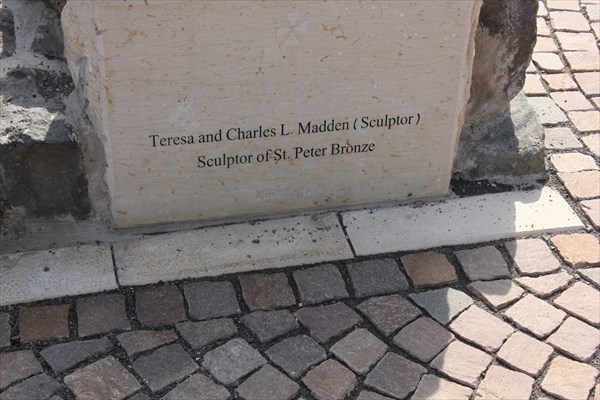 Teresa and Charles L. Madden ( Sculptor )
Sculptor of St. Peter Bronze